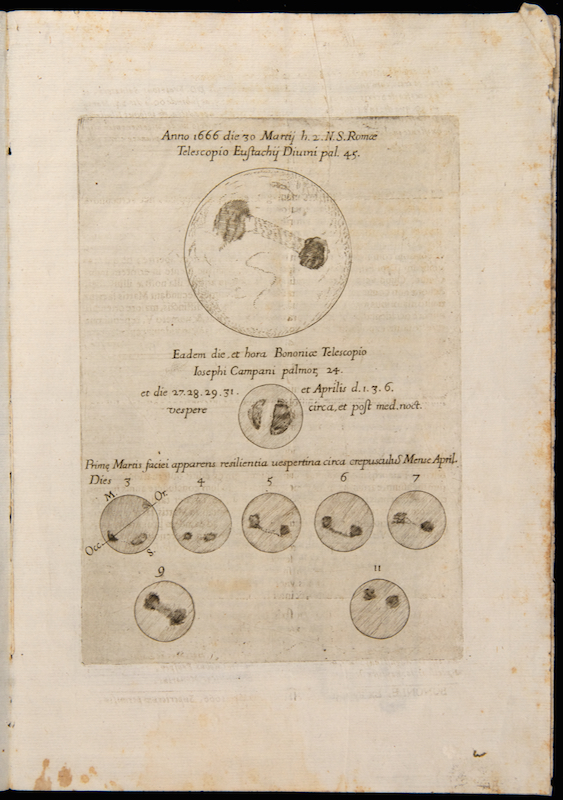 Anno 1666 die 30 Martij h. 2. N. S. Romæ
Telescopio Eustachij Diuini pal. 45.
Eadem die, et hora Bononiæ Telescopio
Iosephi Campani palmor, 24.
et die 27. 28. 29. 31. et Aprilis d. 1. 3. 6.
vespere circa, et post med. noct.
Primę Martis faciei apparens resilientia uespertina circa crepusculũ Mense April.
Dies 3 4 5 6 7
M. Or.
Occ. S.
9 11